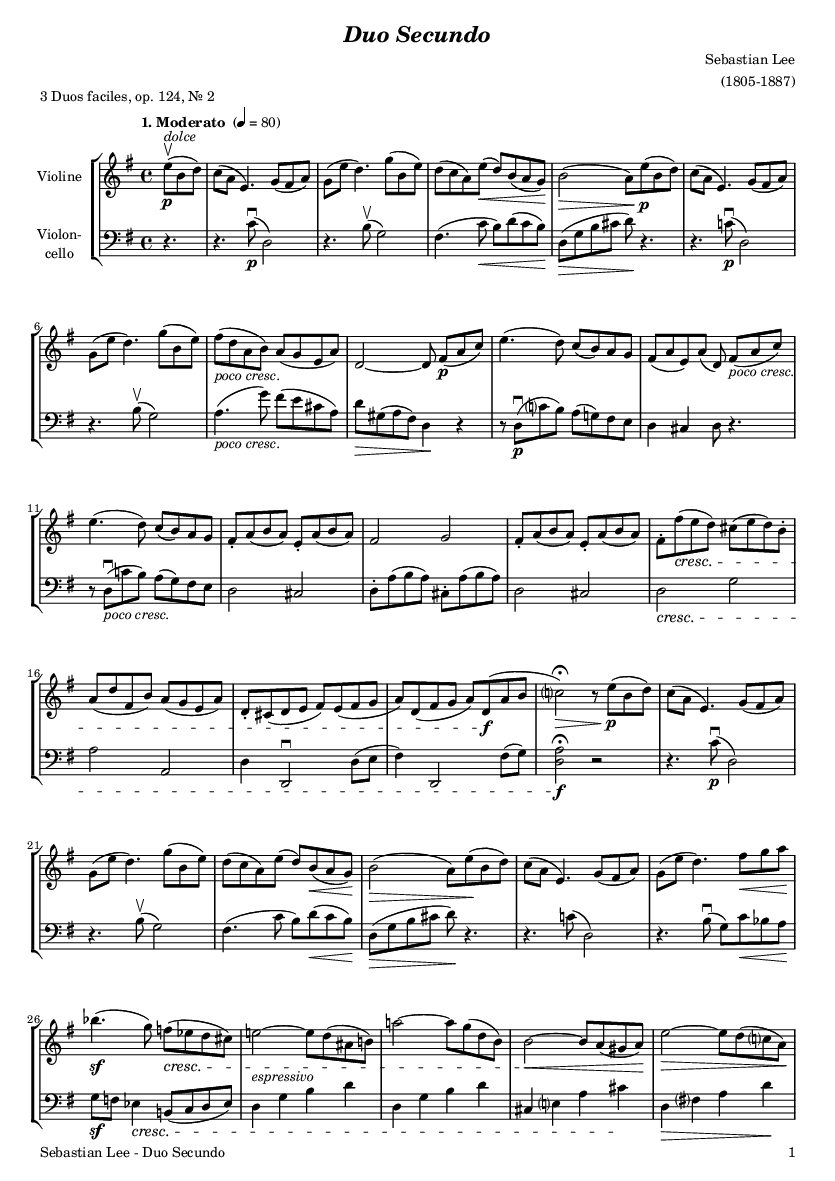 Duo Secundo
Sebastian Lee
(1805-1887)
3 Duos faciles, op. 124, № 2
1. Moderato (♩ = 80)
dolce
Violine
p p
Violon-
cello
p p
6
poco cresc. p poco cresc.
poco cresc. p
11
cresc.
poco cresc. cresc.
16
f p
f p
21
p
26
sf cresc.
espressivo
sf cresc.
Sebastian Lee - Duo Secundo 1